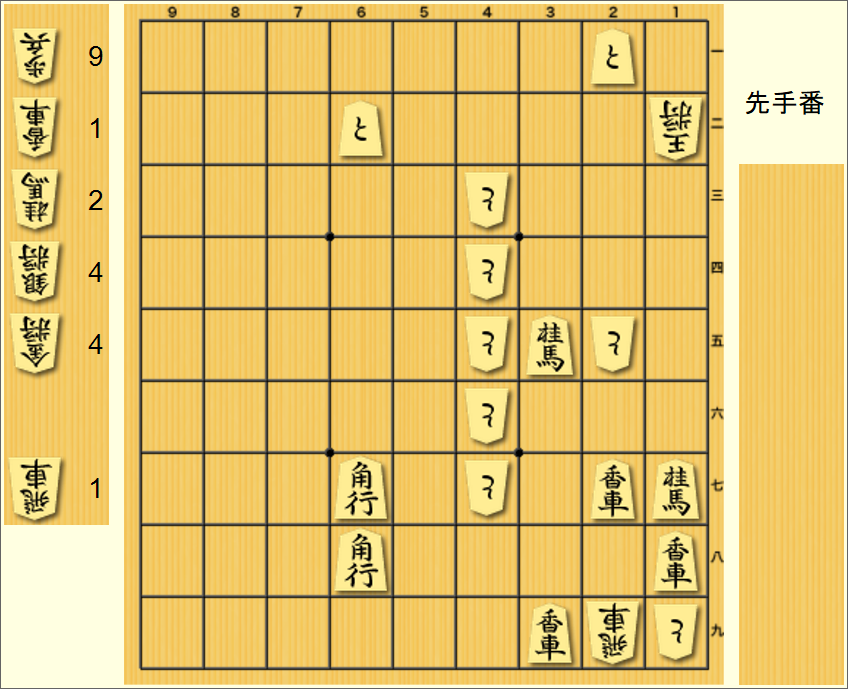 9 8 7 6 5 4 3 2 1
と 一
と 王将 二
と 三
と 四
と 桂馬 と 五
と 六
角行 と 香車 桂馬 七
角行 香車 八
香車 飛車 と 九
歩兵 9
香車 1
桂馬 2
銀将 4
金将 4
飛車 1
先手番